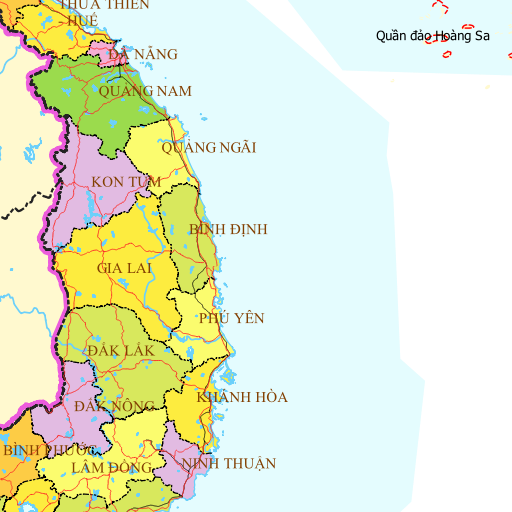 THỪA THIÊN
- HUẾ
Quần đảo Hoàng Sa
ĐÀ NẴNG
QUẢNG NAM
QUẢNG NGÃI
KON TUM
BÌNH ĐỊNH
GIA LAI
PHÚ YÊN
ĐẮK LẮK
KHÁNH HÒA
ĐẮK NÔNG
BÌNH PHƯỚC
LÂM ĐỒNG
NINH THUẬN